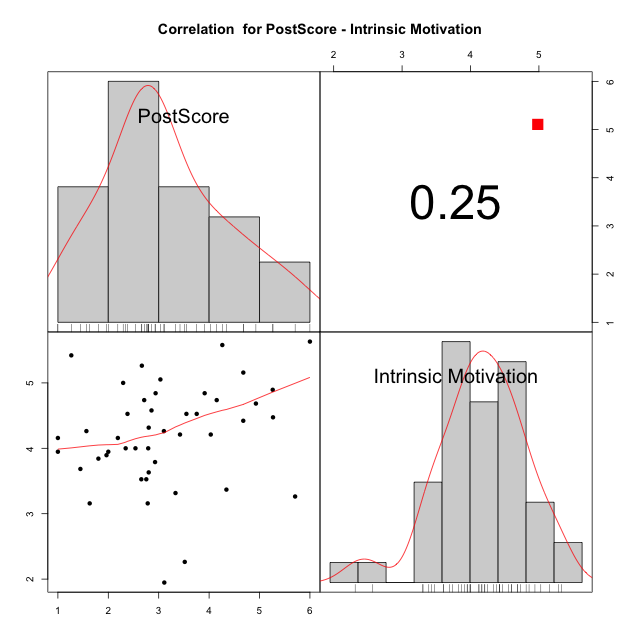 Correlation  for PostScore - Intrinsic Motivation
2 3 4 5
PostScore
0.25
6
5
4
3
2
1
Intrinsic Motivation
5
4
3
2
1 2 3 4 5 6